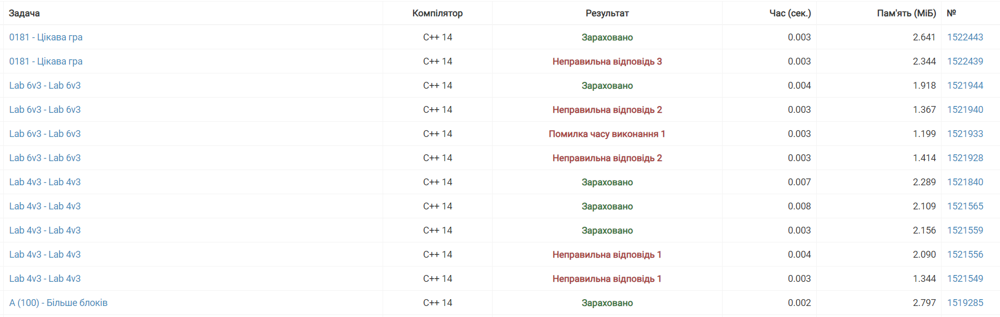 Задача Компілятор Результат Час (сек.) Пам'ять (МіБ) №
0181 - Цікава гра C++ 14 Зараховано 0.003 2.641 1522443
0181 - Цікава гра C++ 14 Неправильна відповідь 3 0.003 2.344 1522439
Lab 6v3 - Lab 6v3 C++ 14 Зараховано 0.004 1.918 1521944
Lab 6v3 - Lab 6v3 C++ 14 Неправильна відповідь 2 0.003 1.367 1521940
Lab 6v3 - Lab 6v3 C++ 14 Помилка часу виконання 1 0.003 1.199 1521933
Lab 6v3 - Lab 6v3 C++ 14 Неправильна відповідь 2 0.003 1.414 1521928
Lab 4v3 - Lab 4v3 C++ 14 Зараховано 0.007 2.289 1521840
Lab 4v3 - Lab 4v3 C++ 14 Зараховано 0.008 2.109 1521565
Lab 4v3 - Lab 4v3 C++ 14 Зараховано 0.003 2.156 1521559
Lab 4v3 - Lab 4v3 C++ 14 Неправильна відповідь 1 0.004 2.090 1521556
Lab 4v3 - Lab 4v3 C++ 14 Неправильна відповідь 1 0.003 1.344 1521549
A (100) - Більше блоків C++ 14 Зараховано 0.002 2.797 1519285